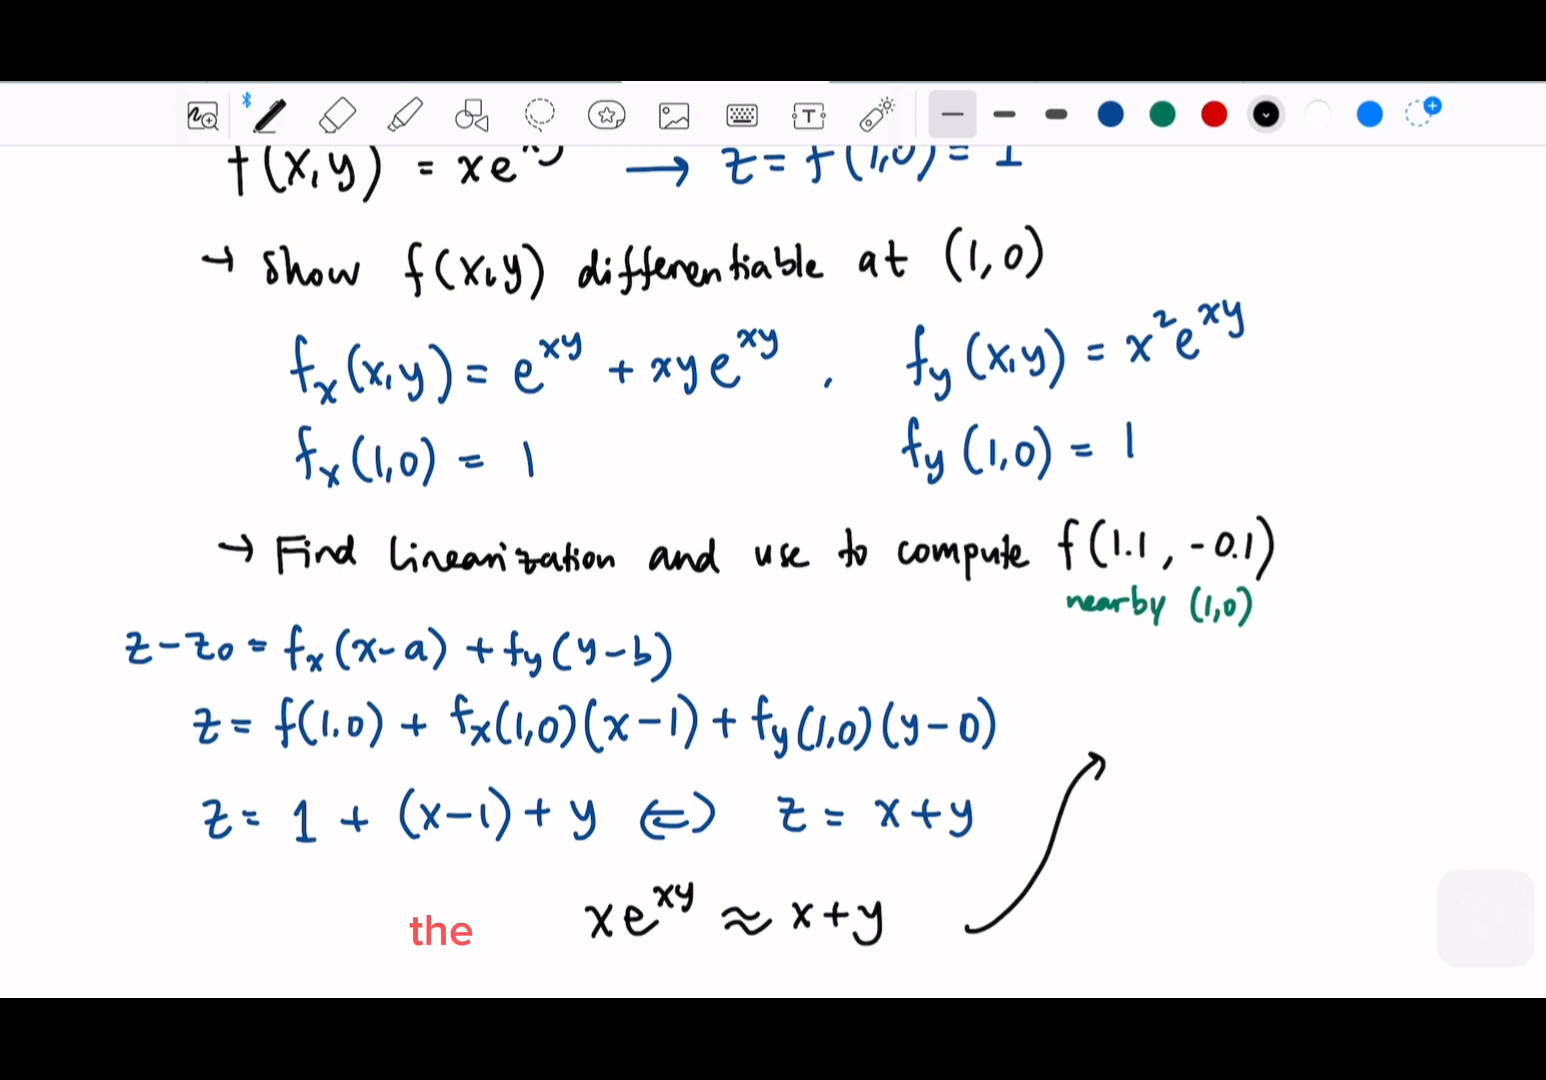 f(x,y) = xe^xy → z = f(1,0) = 1
→ Show f(x,y) differentiable at (1,0)
fx(x,y) = e^xy + xye^xy , fy(x,y) = x²e^xy
fx(1,0) = 1 fy(1,0) = 1
→ Find linearization and use to compute f(1.1, -0.1)
nearby (1,0)
z-z0 = fx(x-a) + fy(y-b)
z = f(1.0) + fx(1,0)(x-1) + fy(1,0)(y-0)
z = 1 + (x-1) + y ⇔ z = x+y
the xe^xy ≈ x+y